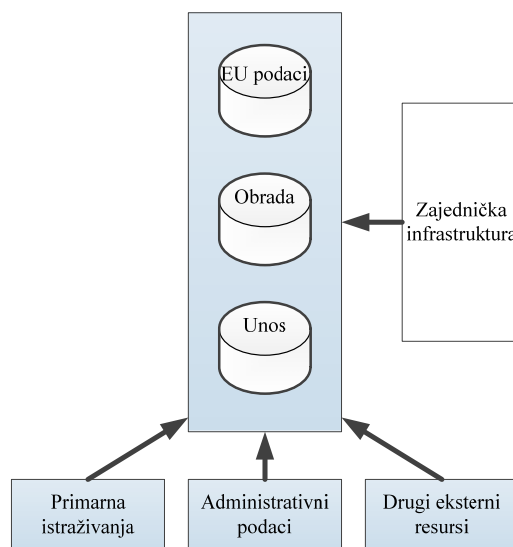 EU podaci
Obrada
Unos
Zajednička
infrastruktura
Primarna
istraživanja
Administrativni
podaci
Drugi eksterni
resursi